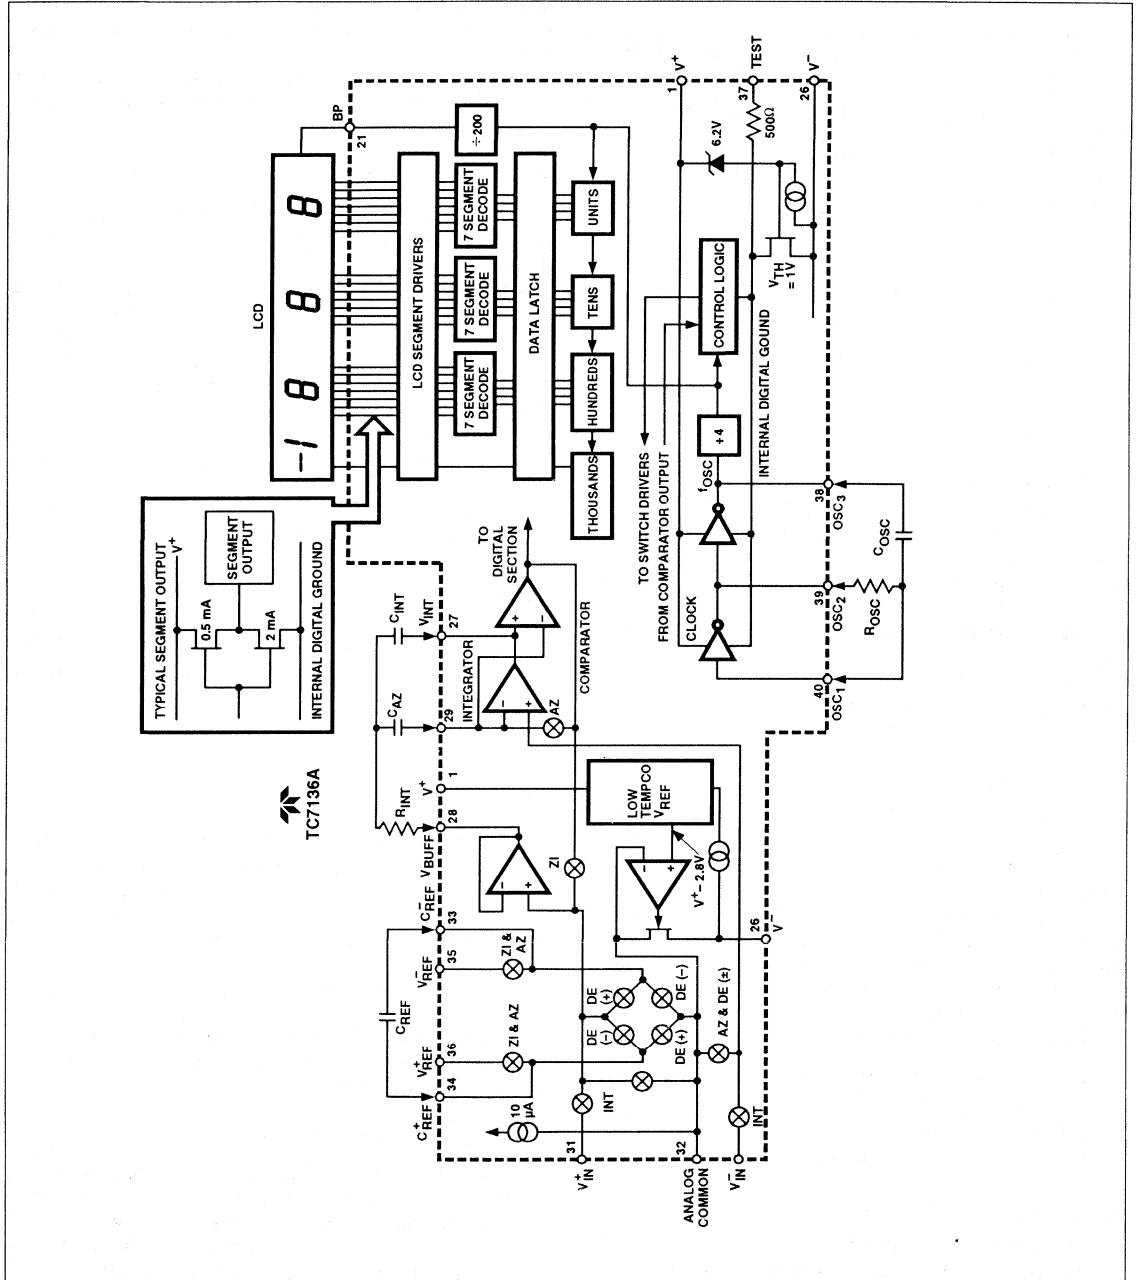 TYPICAL SEGMENT OUTPUT
V+
0.5 mA
SEGMENT
OUTPUT
2 mA
INTERNAL DIGITAL GROUND
LCD
-1 8 8 8
BP
21
LCD SEGMENT DRIVERS
7 SEGMENT
DECODE
7 SEGMENT
DECODE
7 SEGMENT
DECODE
÷200
DATA LATCH
THOUSANDS
HUNDREDS
TENS
UNITS
TC7136A
CREF
RINT
CAZ
CINT
C+REF
34
V+REF
36
V-REF
35
C-REF
33
VBUFF
28
V+
1
29
INTEGRATOR
VINT
27
TO
DIGITAL
SECTION
10
µA
ZI & AZ
ZI &
AZ
-
+
-
+
+
-
AZ
COMPARATOR
ZI
V+IN
31
INT
DE
(-)
DE
(+)
DE (+)
DE (-)
-
+
LOW
TEMPCO
VREF
V+ - 2.8V
ANALOG
COMMON
32
AZ & DE (±)
V-IN
INT
26
V-
TO SWITCH DRIVERS
FROM COMPARATOR OUTPUT
CLOCK
fOSC
÷4
CONTROL LOGIC
INTERNAL DIGITAL GOUND
6.2V
VTH
= 1V
500Ω
1
V+
37
TEST
26
V-
40
OSC1
39
OSC2
38
OSC3
ROSC
COSC